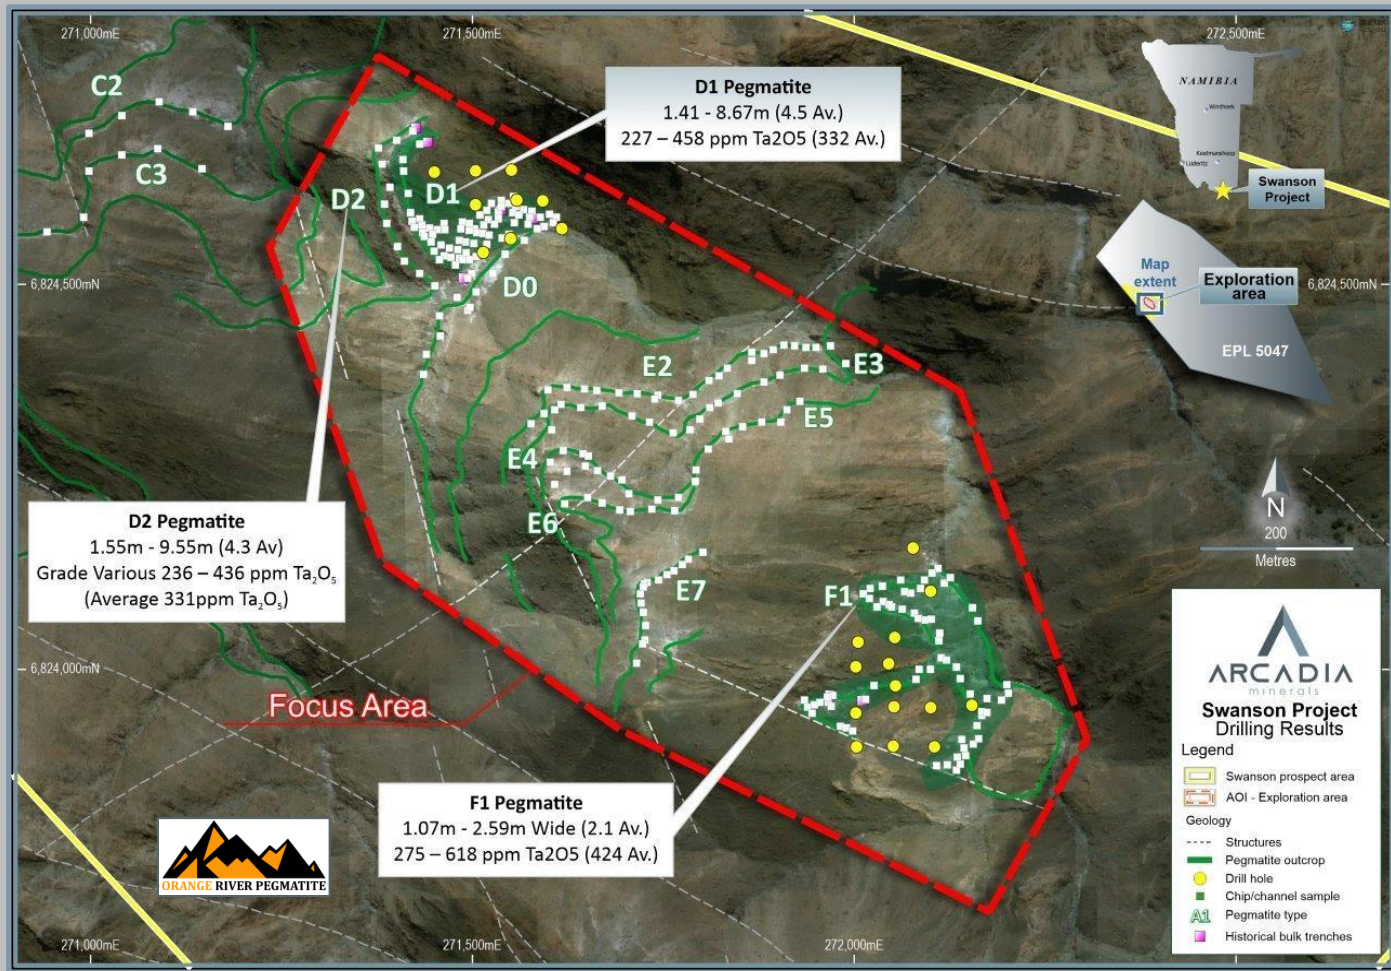 271,000mE
271,500mE
272,500mE
C2
C3
D2
D1
D0
D1 Pegmatite
1.41 - 8.67m (4.5 Av.)
227 – 458 ppm Ta2O5 (332 Av.)
NAMIBIA
Windhoek
Keetmanshoop
Lüderitz
Swanson
Project
6,824,500mN
6,824,500mN
Map
extent
Exploration
area
EPL 5047
E2
E3
E5
E4
E6
E7
F1
D2 Pegmatite
1.55m - 9.55m (4.3 Av)
Grade Various 236 – 436 ppm Ta₂O₅
(Average 331ppm Ta₂O₅)
N
200
Metres
6,824,000mN
Focus Area
F1 Pegmatite
1.07m - 2.59m Wide (2.1 Av.)
275 – 618 ppm Ta2O5 (424 Av.)
ORANGE RIVER PEGMATITE
ARCADIA
minerals
Swanson Project
Drilling Results
Legend
Swanson prospect area
AOI - Exploration area
Geology
Structures
Pegmatite outcrop
Drill hole
Chip/channel sample
A1 Pegmatite type
Historical bulk trenches
271,000mE
271,500mE
272,000mE